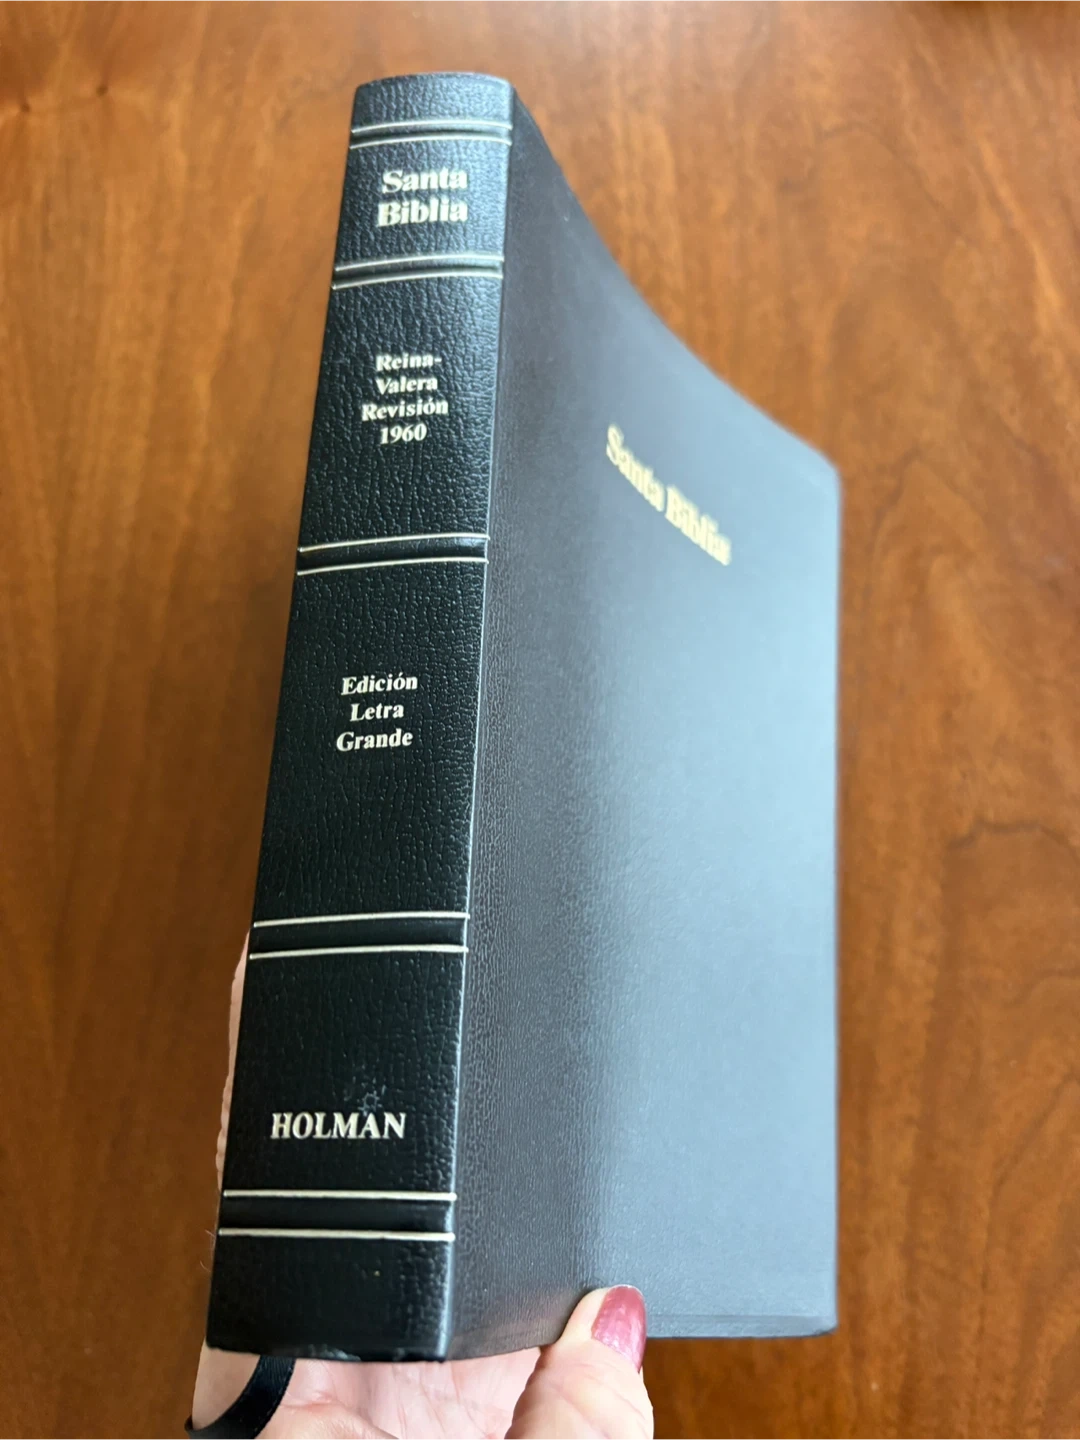 Santa
Biblia
Reina-
Valera
Revisión
1960
Edición
Letra
Grande
HOLMAN
Santa Biblia